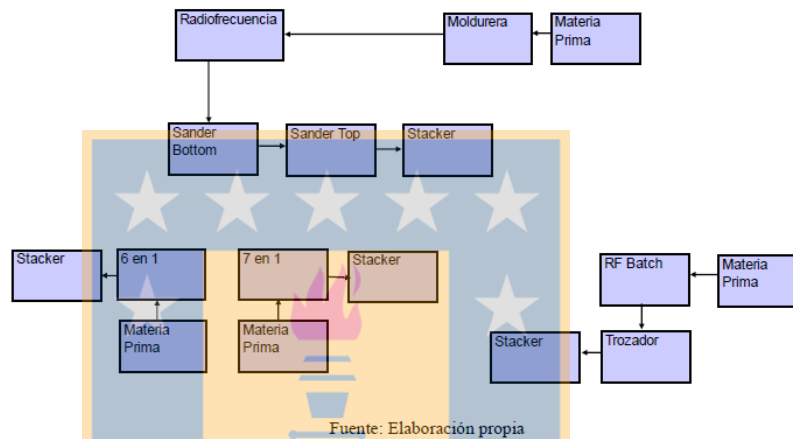 Radiofrecuencia
Moldurera
Materia
Prima
Sander
Bottom
Sander Top
Stacker
Stacker
6 en 1
7 en 1
Stacker
RF Batch
Materia
Prima
Materia
Prima
Materia
Prima
Stacker
Trozador
Fuente: Elaboración propia